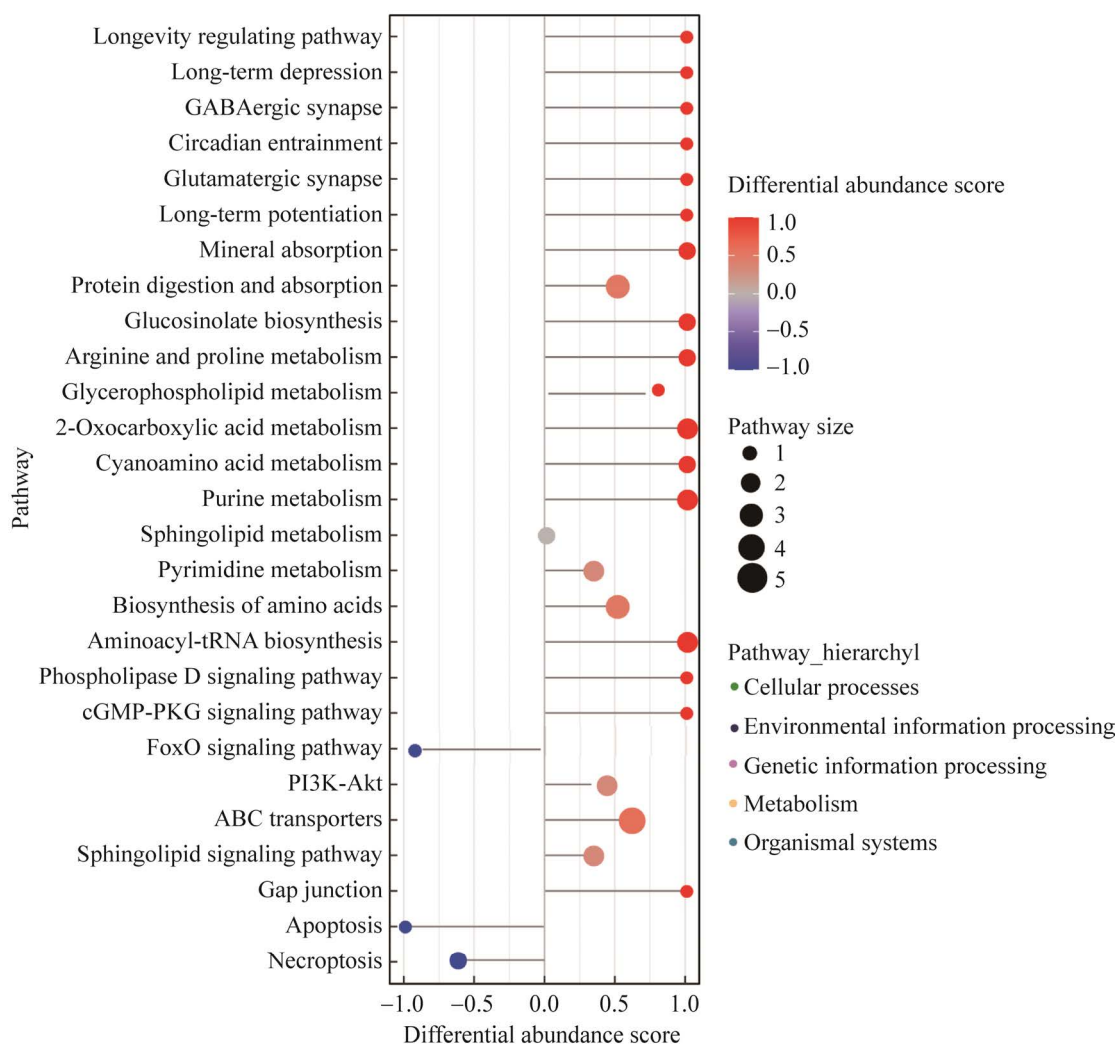 Longevity regulating pathway
Long-term depression
GABAergic synapse
Circadian entrainment
Glutamatergic synapse
Long-term potentiation
Mineral absorption
Protein digestion and absorption
Glucosinolate biosynthesis
Arginine and proline metabolism
Glycerophospholipid metabolism
2-Oxocarboxylic acid metabolism
Cyanoamino acid metabolism
Purine metabolism
Sphingolipid metabolism
Pyrimidine metabolism
Biosynthesis of amino acids
Aminoacyl-tRNA biosynthesis
Phospholipase D signaling pathway
cGMP-PKG signaling pathway
FoxO signaling pathway
PI3K-Akt
ABC transporters
Sphingolipid signaling pathway
Gap junction
Apoptosis
Necroptosis
Pathway
−1.0 −0.5 0.0 0.5 1.0
Differential abundance score
Differential abundance score
1.0
0.5
0.0
−0.5
−1.0
Pathway size
1
2
3
4
5
Pathway_hierarchyl
Cellular processes
Environmental information processing
Genetic information processing
Metabolism
Organismal systems